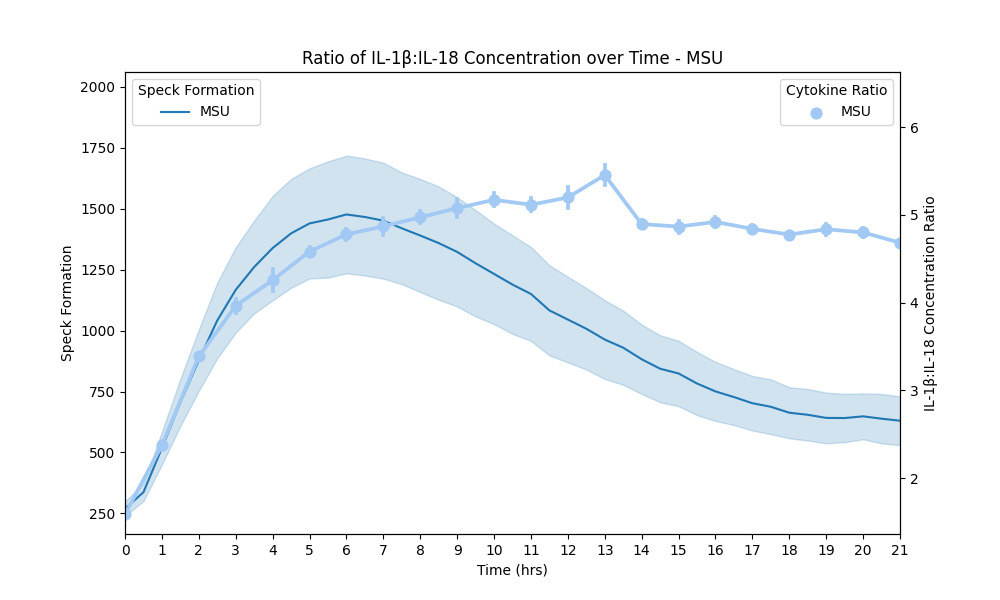 Ratio of IL-1β:IL-18 Concentration over Time - MSU
Speck Formation
MSU
Cytokine Ratio
MSU
2000
1750
1500
1250
1000
750
500
250
Speck Formation
6
5
4
3
2
IL-1β:IL-18 Concentration Ratio
0 1 2 3 4 5 6 7 8 9 10 11 12 13 14 15 16 17 18 19 20 21
Time (hrs)